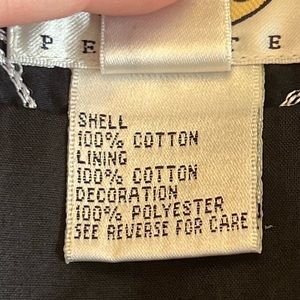 P E
T E
SHELL
100% COTTON
LINING
100% COTTON
DECORATION
100% POLYESTER
SEE REVERSE FOR CARE